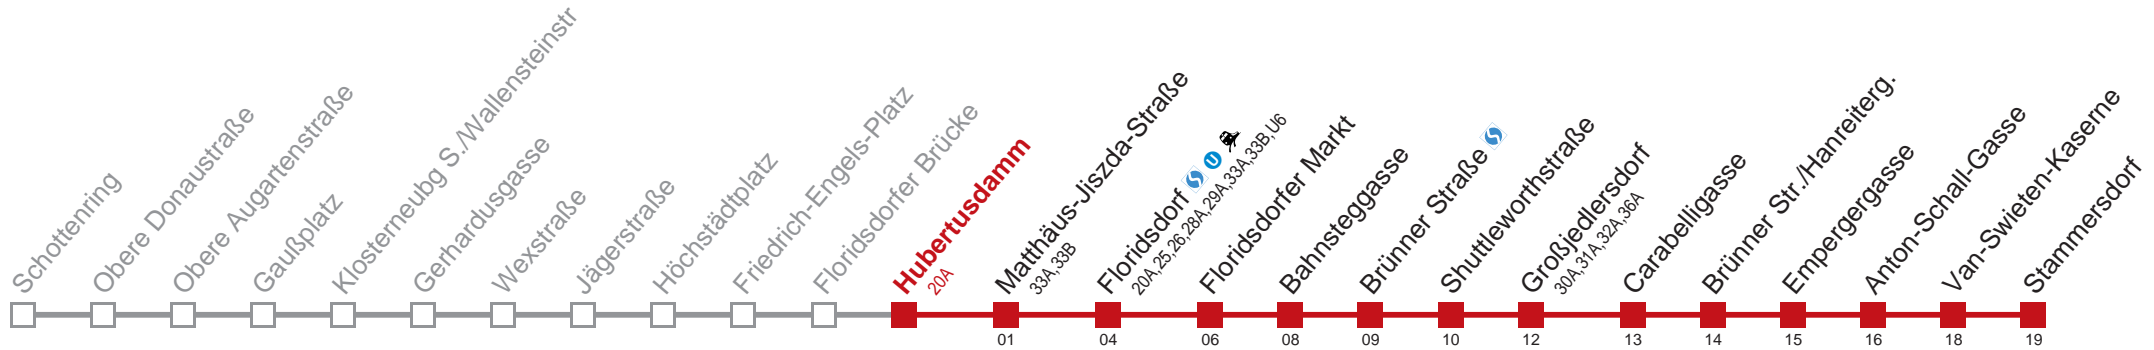 Schottenring
Obere Donaustraße
Obere Augartenstraße
Gaußplatz
Klosterneubg S./Wallensteinstr
Gerhardusgasse
Wexstraße
Jägerstraße
Höchstädtplatz
Friedrich-Engels-Platz
Floridsdorfer Brücke
Hubertusdamm
20A
Matthäus-Jiszda-Straße
33A,33B
01
Floridsdorf S U
20A,25,26,28A,29A,33A,33B,U6
04
Floridsdorfer Markt
06
Bahnsteggasse
08
Brünner Straße S
09
Shuttleworthstraße
10
Großjedlersdorf
30A,31A,32A,36A
12
Carabelligasse
13
Brünner Str./Hanreiterg.
14
Empergergasse
15
Anton-Schall-Gasse
16
Van-Swieten-Kaserne
18
Stammersdorf
19